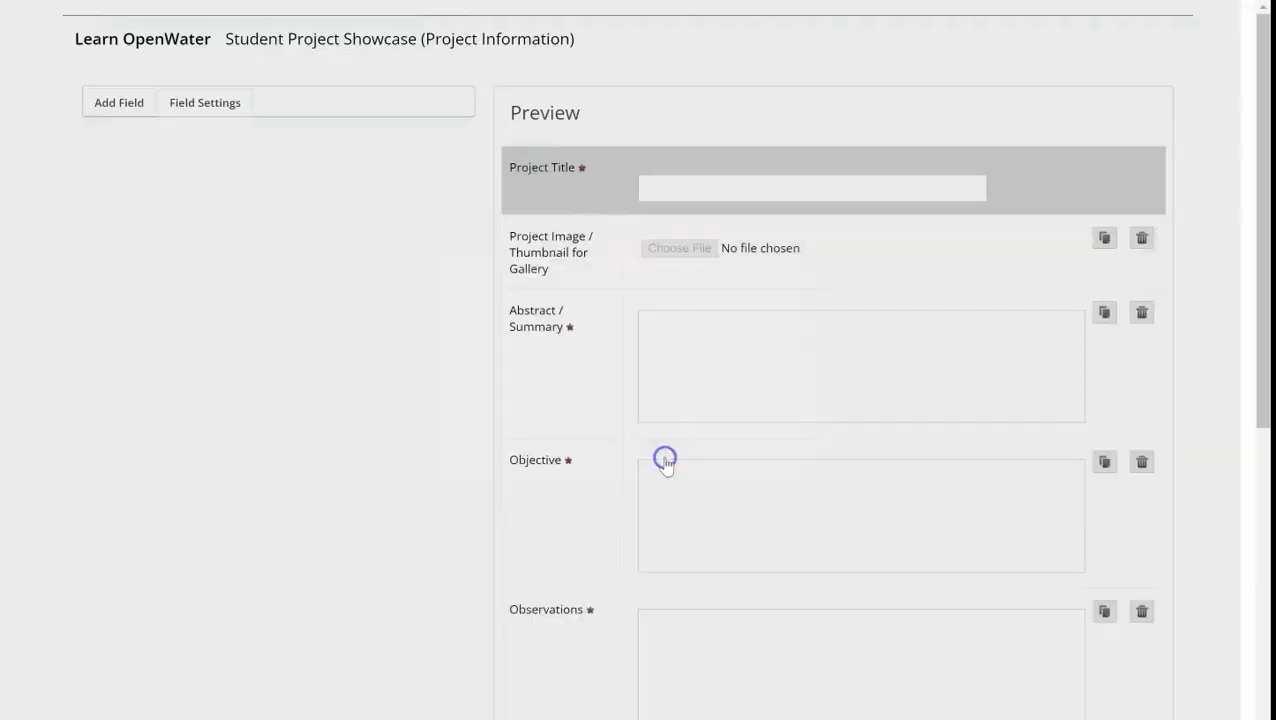 Learn OpenWater Student Project Showcase (Project Information)
Add Field Field Settings
Preview
Project Title *
Project Image /
Thumbnail for
Gallery
Choose File No file chosen
Abstract /
Summary *
Objective *
Observations *